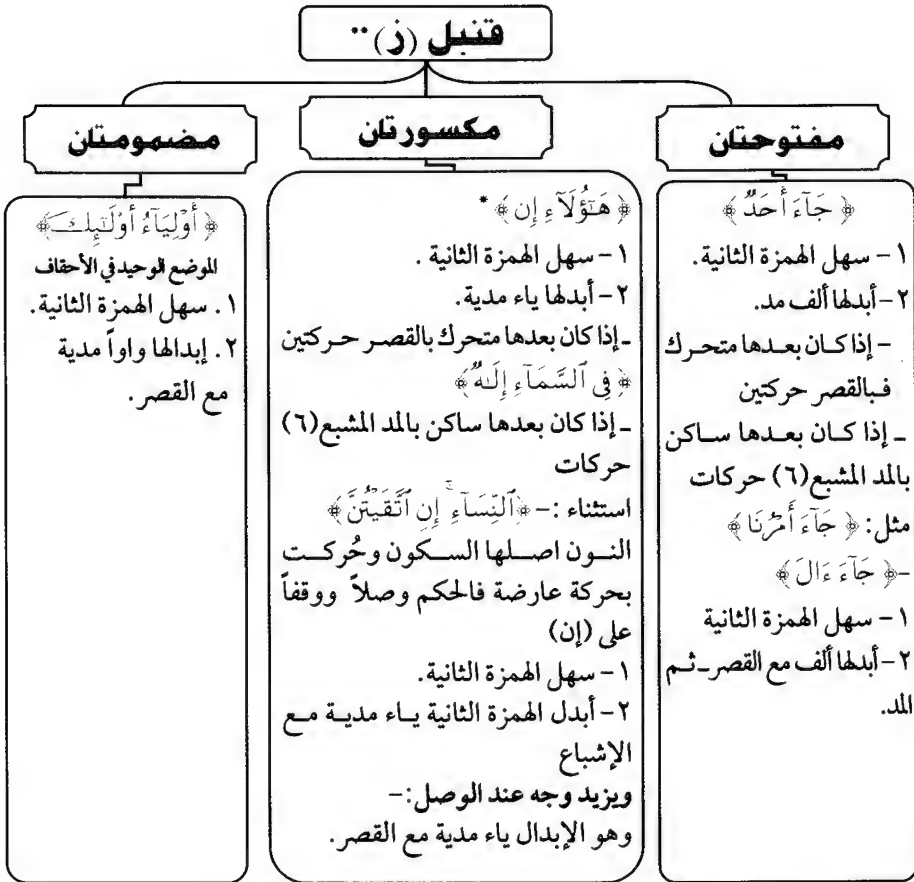 قنبل (ز) **
مفتوحتان
﴿ جَآءَ أَحَدٌ ﴾
١- سهل الهمزة الثانية.
٢- أبدلها ألف مد.
- إذا كان بعدها متحرك
فبالقصر حركتين
ـ إذا كان بعدها ساكن
بالمد المشبع (٦) حركات
مثل: ﴿ جَآءَ أَمْرُنَا ﴾
-﴿ جَآءَ ءَالَ ﴾
١- سهل الهمزة الثانية
٢- أبدلها ألف مع القصر ـ ثم
المد.
مكسورتان
﴿ هَـٰٓؤُلَآءِ إِن ﴾ *
١- سهل الهمزة الثانية .
٢- أبدلها ياء مدية.
ـ إذا كان بعدها متحرك بالقصر حركتين
﴿ فِى ٱلسَّمَآءِ إِلَـٰهٌ ﴾
ـ إذا كان بعدها ساكن بالمد المشبع (٦)
حركات
استثناء :- ﴿ ٱلنِّسَآءِ ۚ إِنِ ٱتَّقَيْتُنَّ ﴾
النون اصلها السكون وحُركت
بحركة عارضة فالحكم وصلاً ووقفاً
على (إن)
١- سهل الهمزة الثانية.
٢- أبدل الهمزة الثانية ياء مدية مع
الإشباع
ويزيد وجه عند الوصل:-
وهو الإبدال ياء مدية مع القصر.
مضمومتان
﴿ أَوْلِيَآءُ أُو۟لَـٰٓئِكَ ﴾
الموضع الوحيد في الأحقاف
١. سهل الهمزة الثانية.
٢. إبدالها واواً مدية
مع القصر.